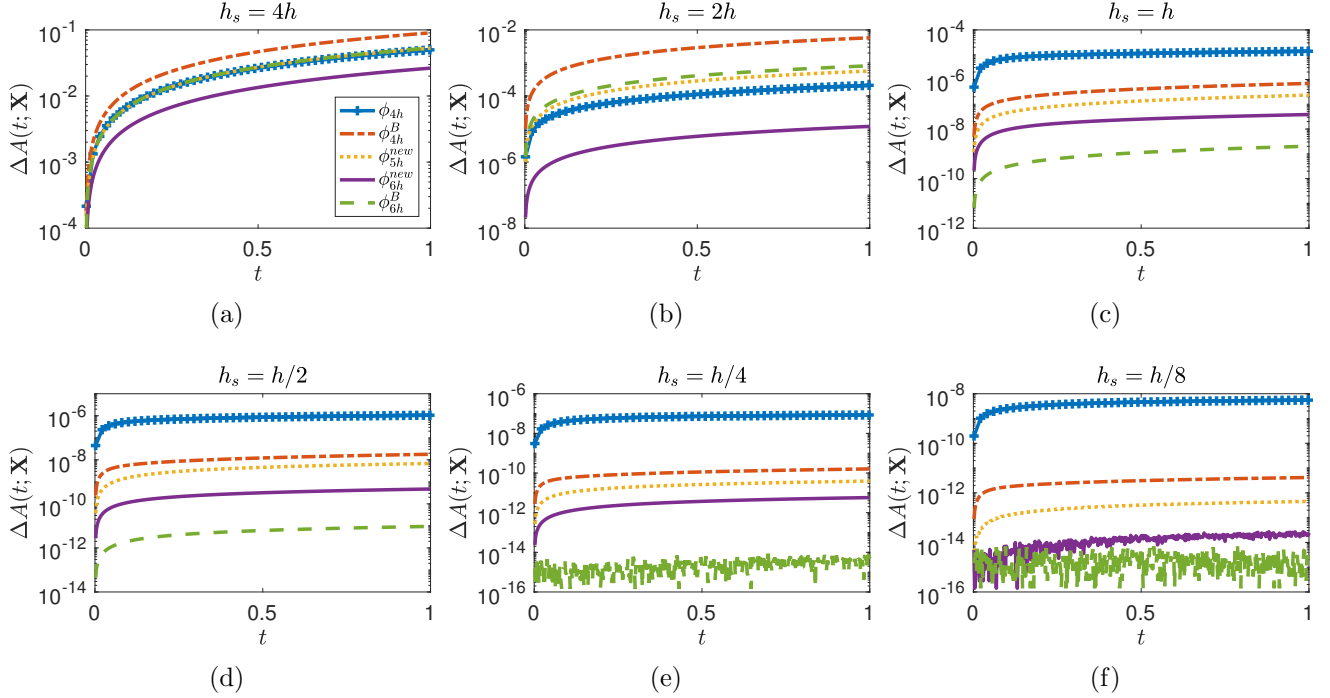 h_s = 4h
h_s = 2h
h_s = h
10^-1
10^-2
10^-3
10^-4
ΔA(t; X)
0
0.5
1
t
ϕ_4h
ϕ^B_4h
ϕ^new_5h
ϕ^new_6h
ϕ^B_6h
10^-2
10^-4
10^-6
10^-8
ΔA(t; X)
0
0.5
1
t
10^-4
10^-6
10^-8
10^-10
10^-12
ΔA(t; X)
0
0.5
1
t
(a)
(b)
(c)
h_s = h/2
h_s = h/4
h_s = h/8
10^-6
10^-8
10^-10
10^-12
10^-14
ΔA(t; X)
0
0.5
1
t
10^-6
10^-8
10^-10
10^-12
10^-14
10^-16
ΔA(t; X)
0
0.5
1
t
10^-8
10^-10
10^-12
10^-14
10^-16
ΔA(t; X)
0
0.5
1
t
(d)
(e)
(f)